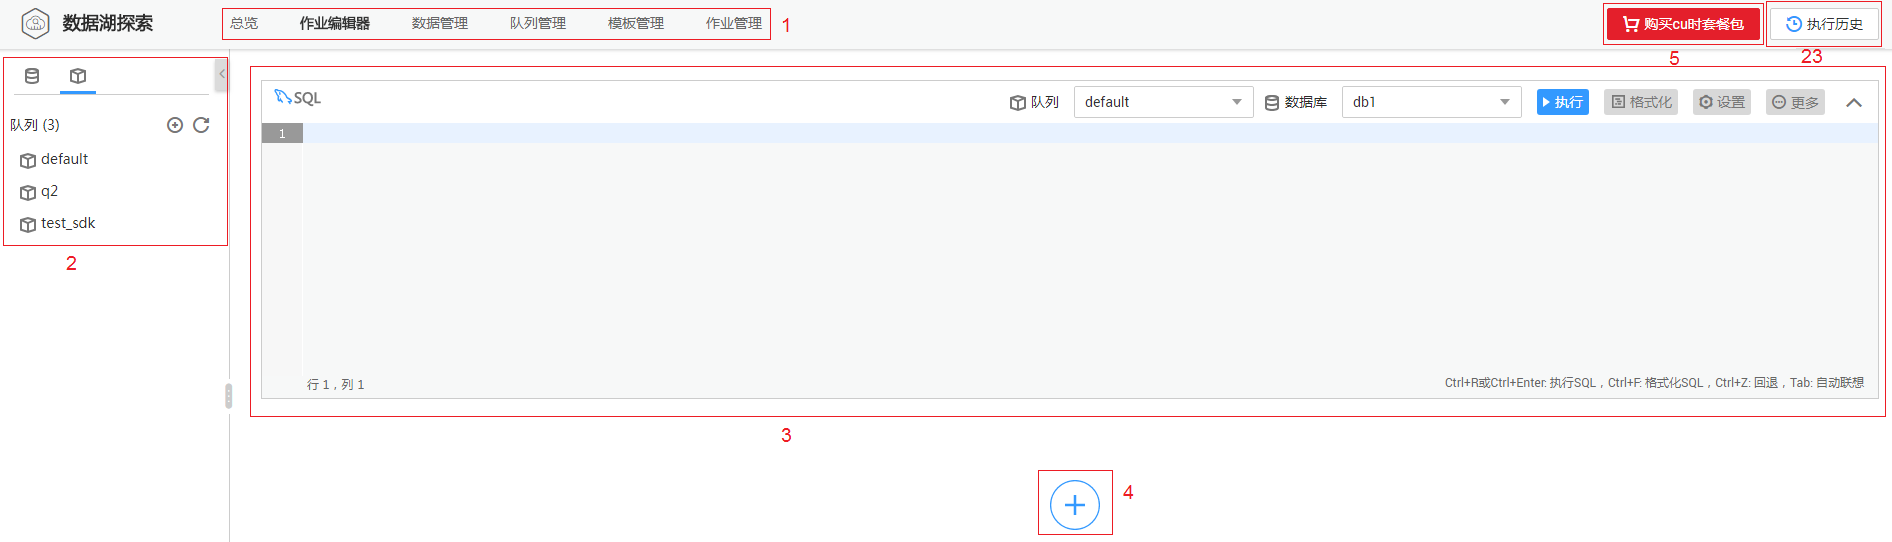 数据湖探索 总览 作业编辑器 数据管理 队列管理 模板管理 作业管理 1 购买cu时套餐包 执行历史
5 23
SQL 队列 default 数据库 db1 执行 格式化 设置 更多
队列 (3)
1
default
q2
test_sdk
2
行 1，列 1 Ctrl+R或Ctrl+Enter: 执行SQL，Ctrl+F: 格式化SQL，Ctrl+Z: 回退，Tab: 自动联想
3
4